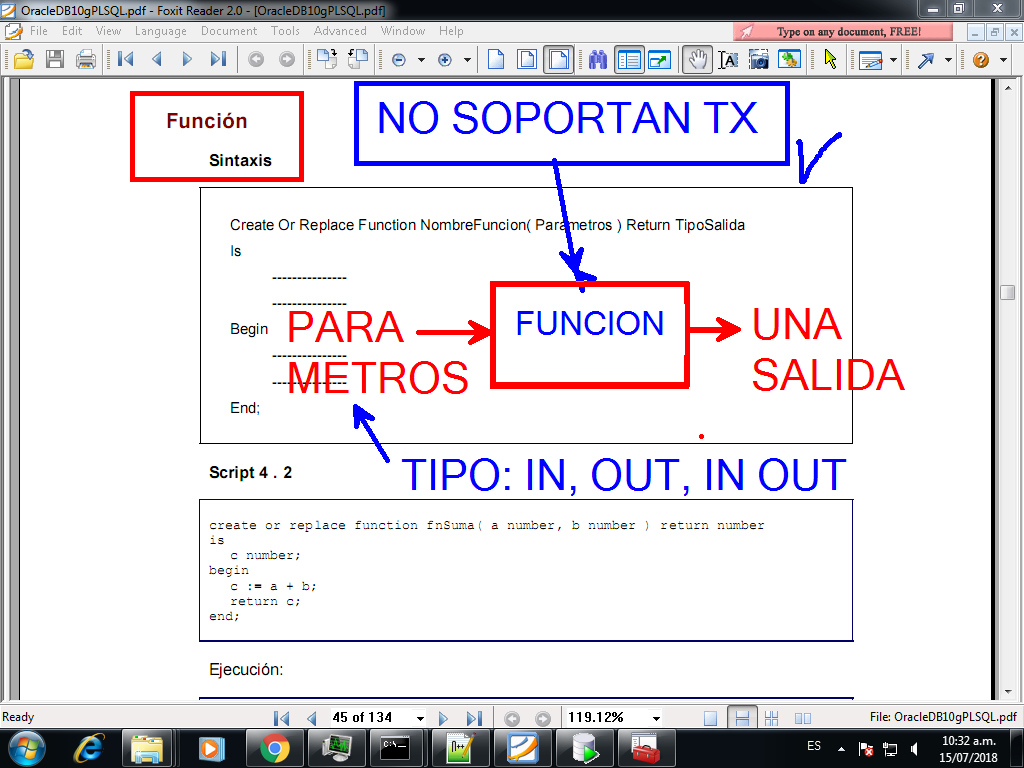 OracleDB10gPLSQL.pdf - Foxit Reader 2.0 - [OracleDB10gPLSQL.pdf]
File Edit View Language Document Tools Advanced Window Help
Type on any document, FREE!
Función
NO SOPORTAN TX
Sintaxis
Create Or Replace Function NombreFuncion( Parametros ) Return TipoSalida
Is
---------------
---------------
Begin
PARA
METROS
FUNCION
UNA
SALIDA
---------------
---------------
End;
TIPO: IN, OUT, IN OUT
Script 4 . 2
create or replace function fnSuma( a number, b number ) return number
is
c number;
begin
c := a + b;
return c;
end;
Ejecución:
Ready
45 of 134
119.12%
File: OracleDB10gPLSQL.pdf
ES
10:32 a.m.
15/07/2018